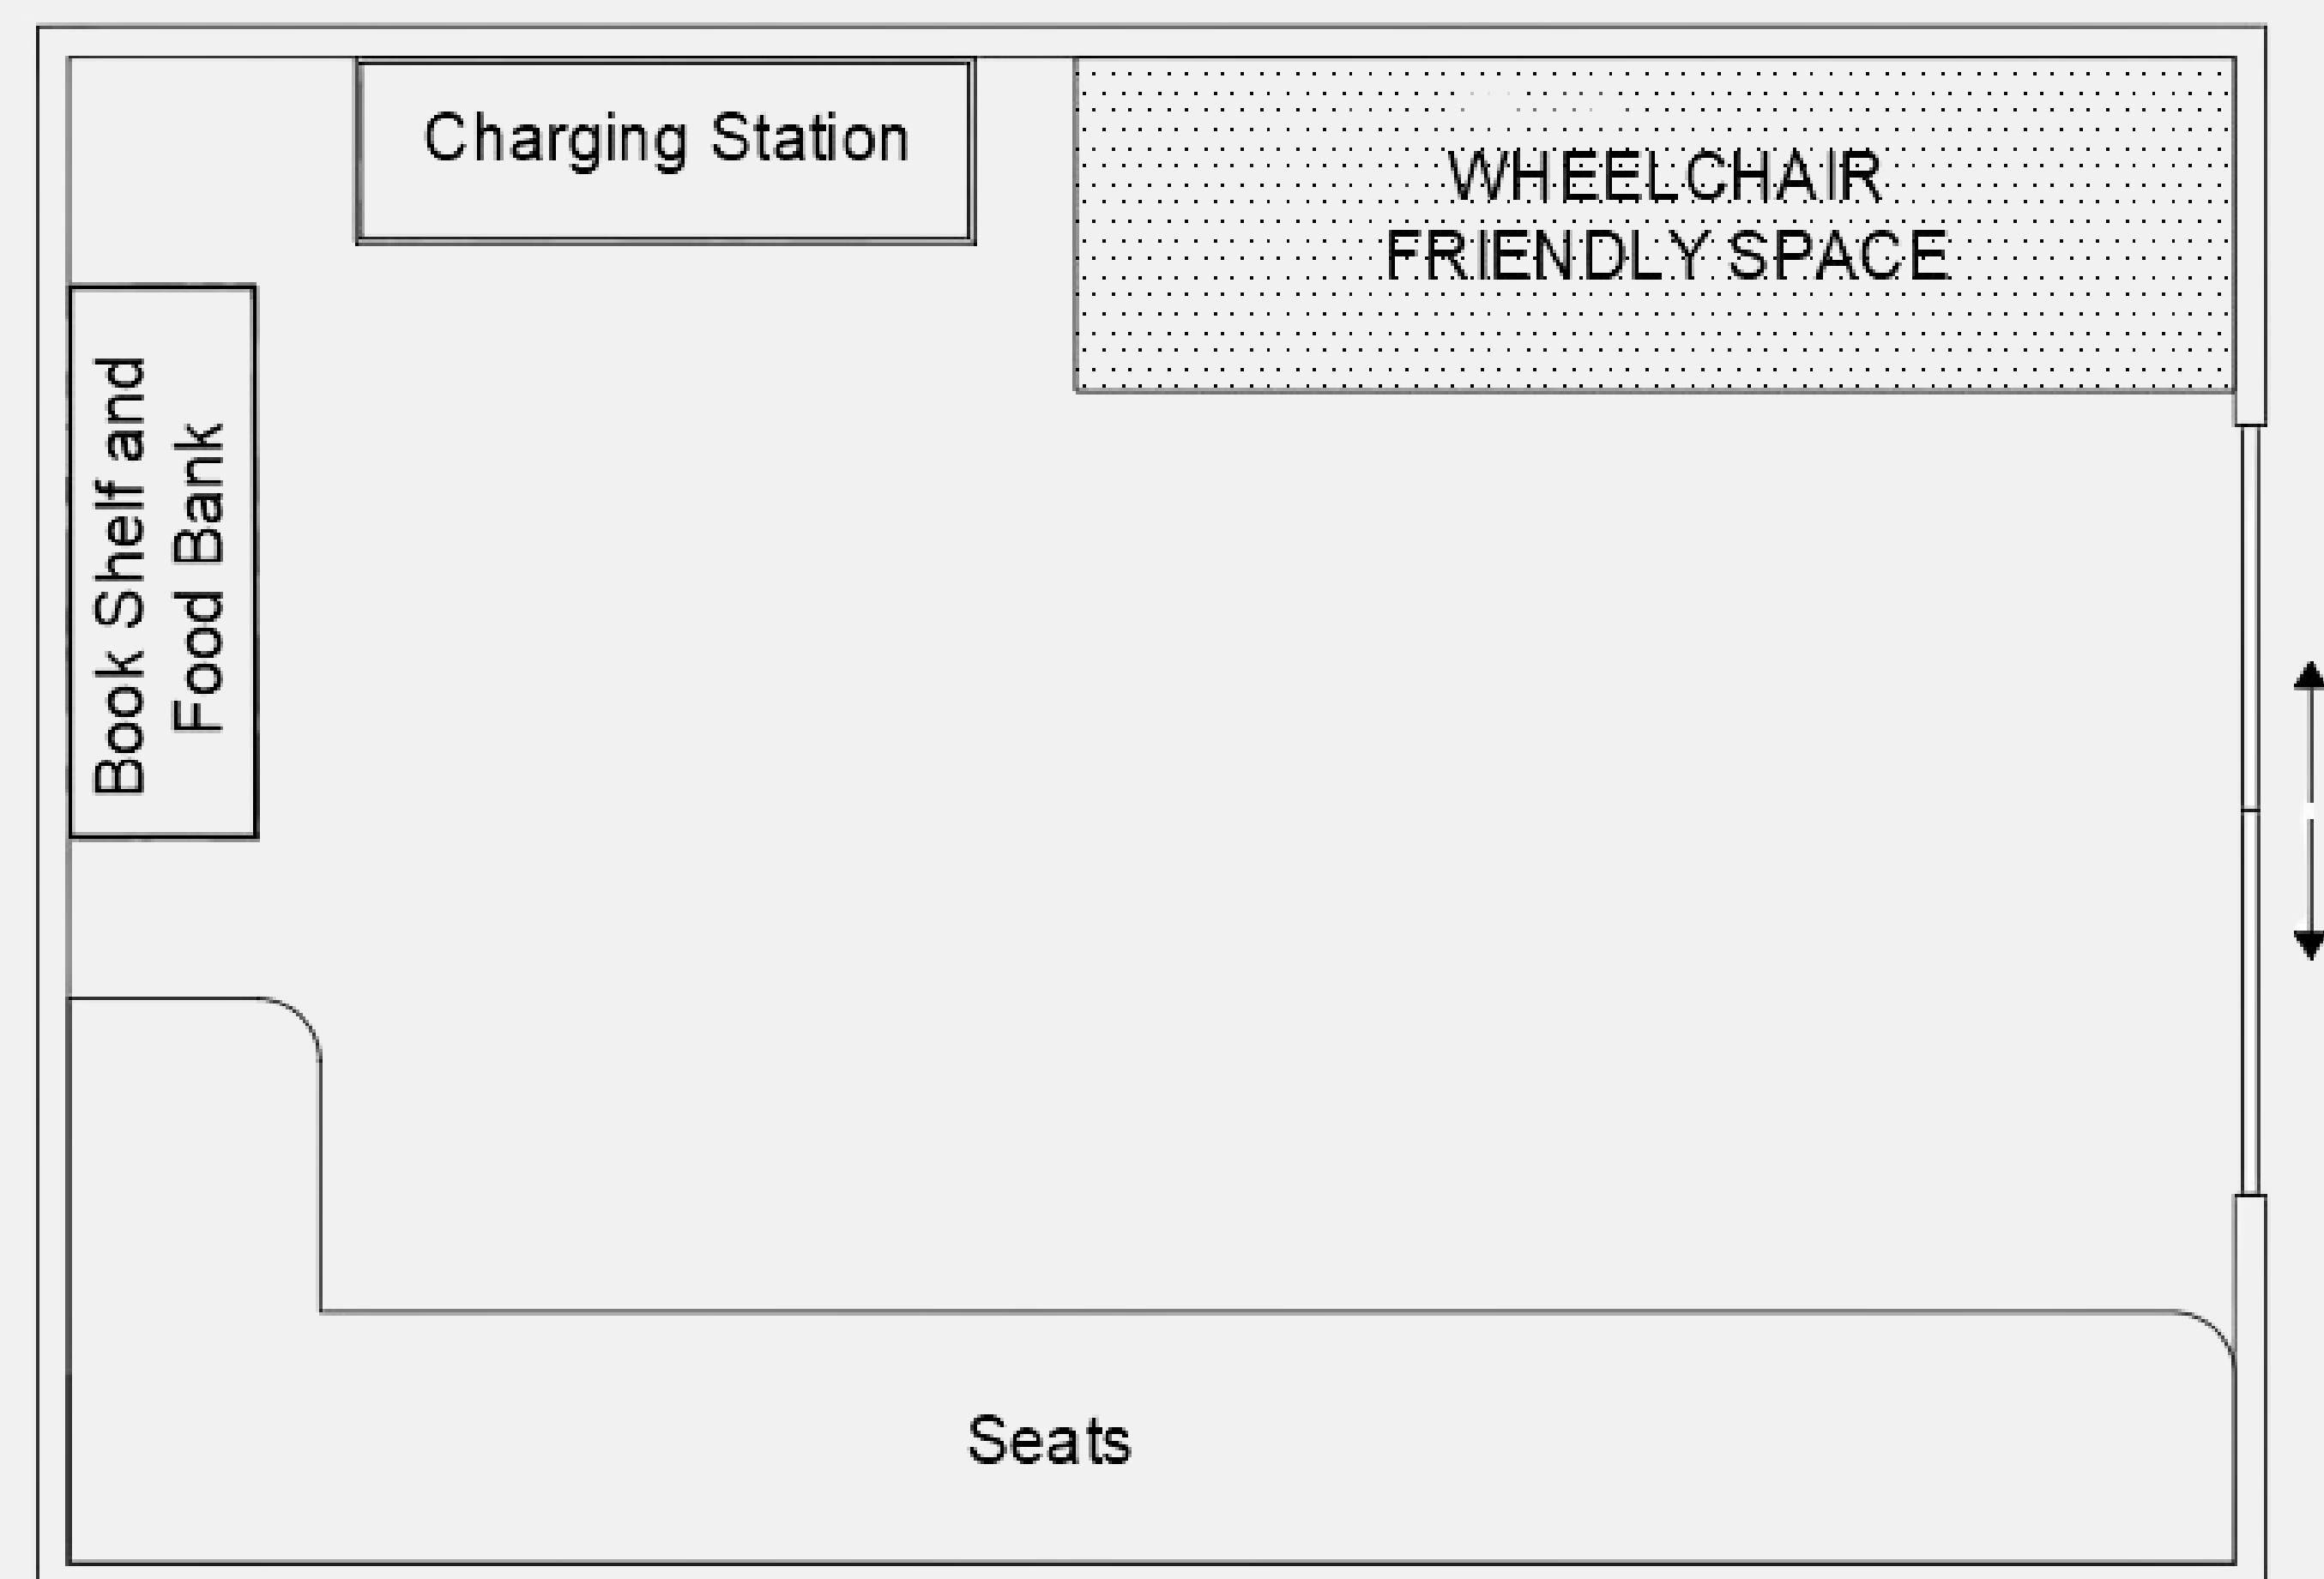 Charging Station
WHEELCHAIR
FRIENDLY SPACE
Book Shelf and
Food Bank
Seats